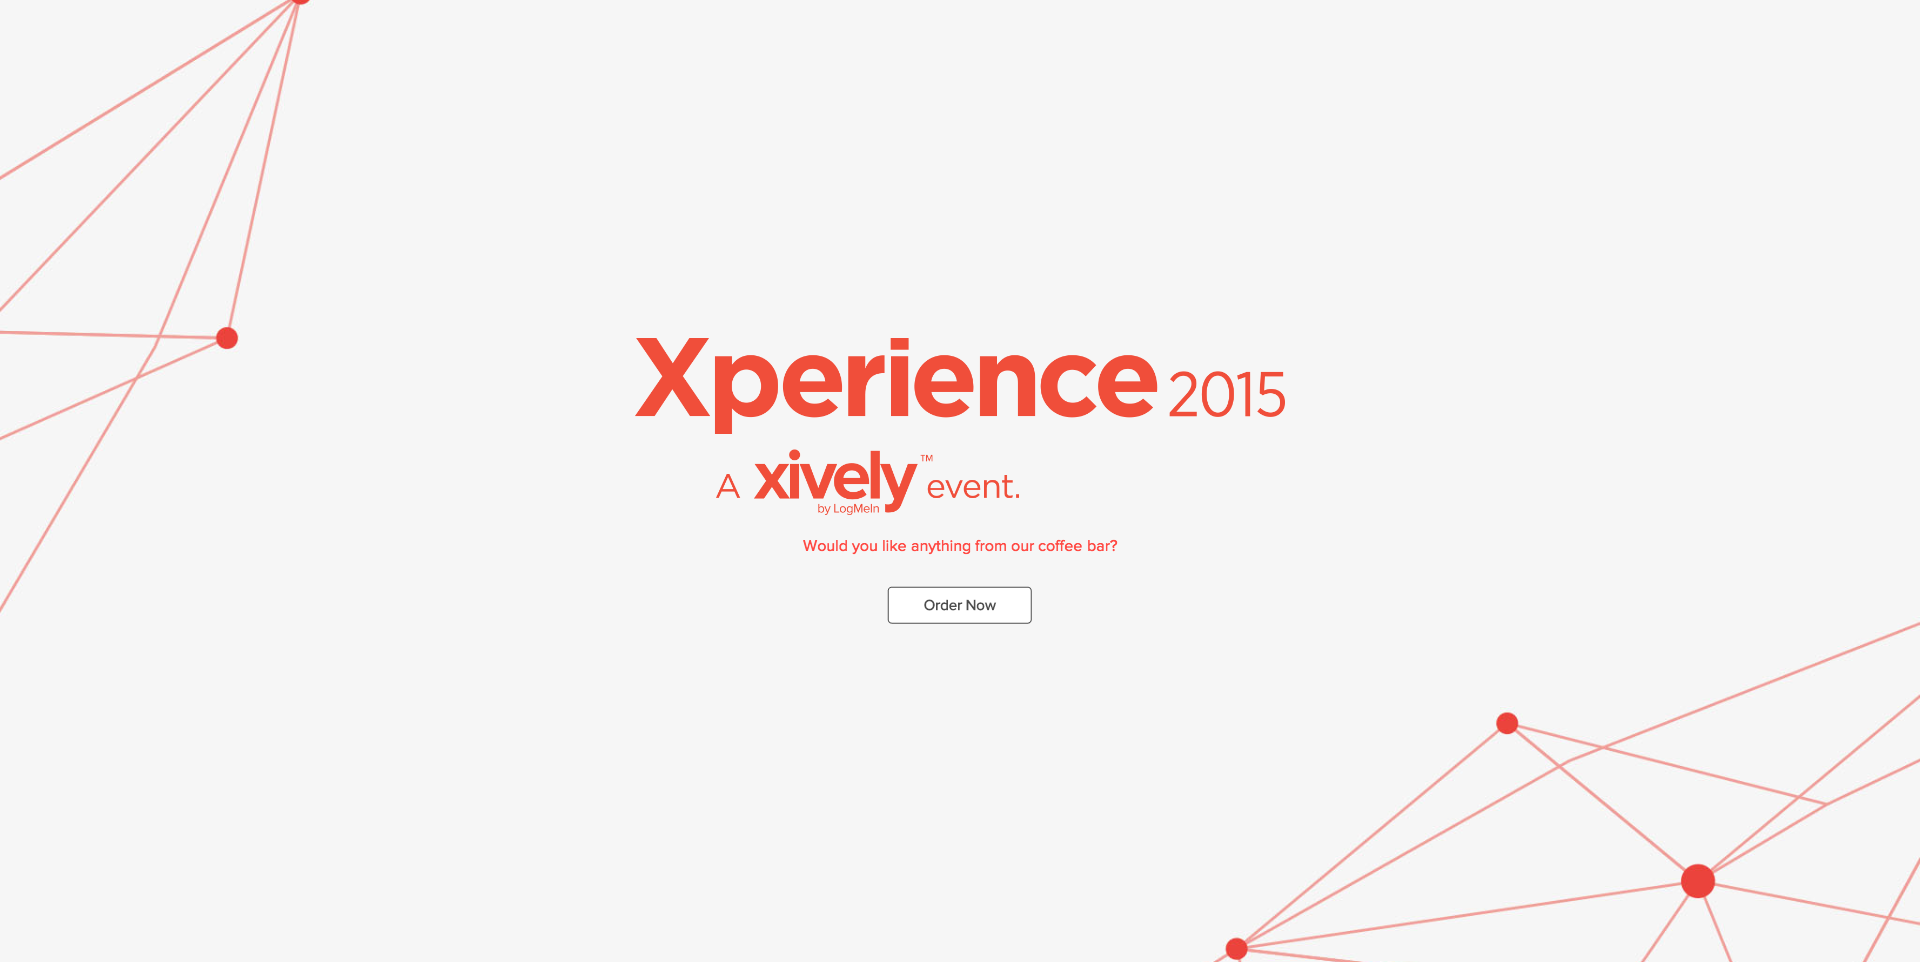 Xperience 2015
A xively™ event.
by LogMeIn
Would you like anything from our coffee bar?
Order Now